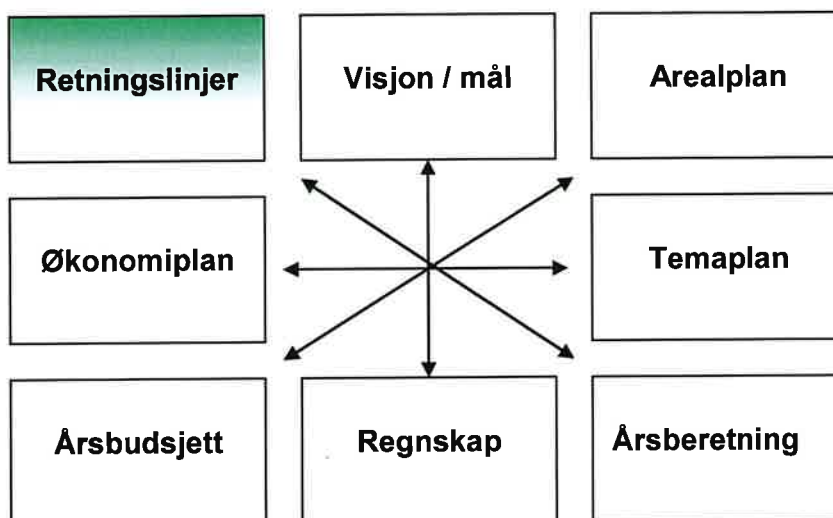 Retningslinjer
Visjon / mål
Arealplan
Økonomiplan
Temaplan
Årsbudsjett
Regnskap
Årsberetning